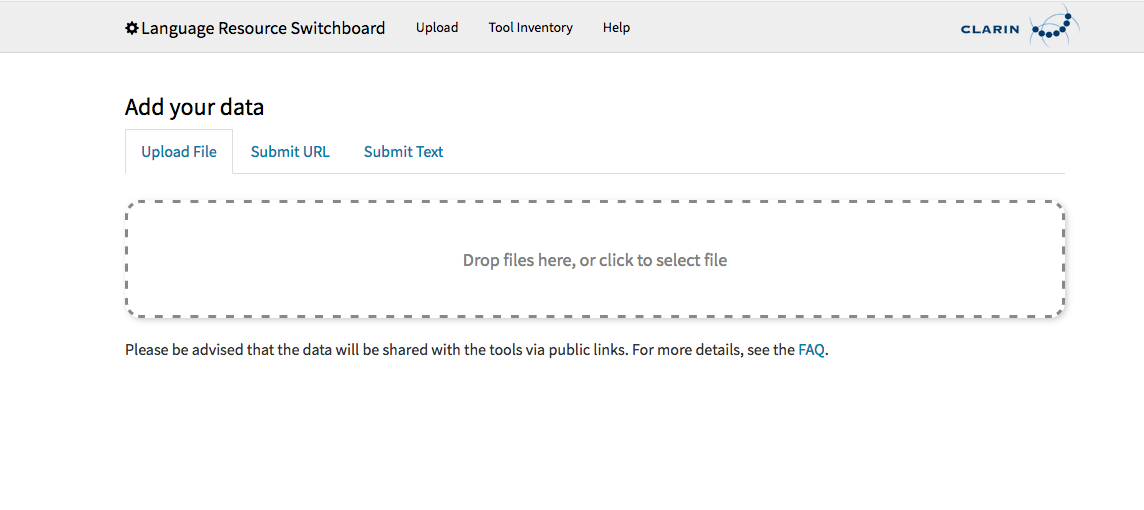 Language Resource Switchboard Upload Tool Inventory Help CLARIN
Add your data
Upload File Submit URL Submit Text
Drop files here, or click to select file
Please be advised that the data will be shared with the tools via public links. For more details, see the FAQ.